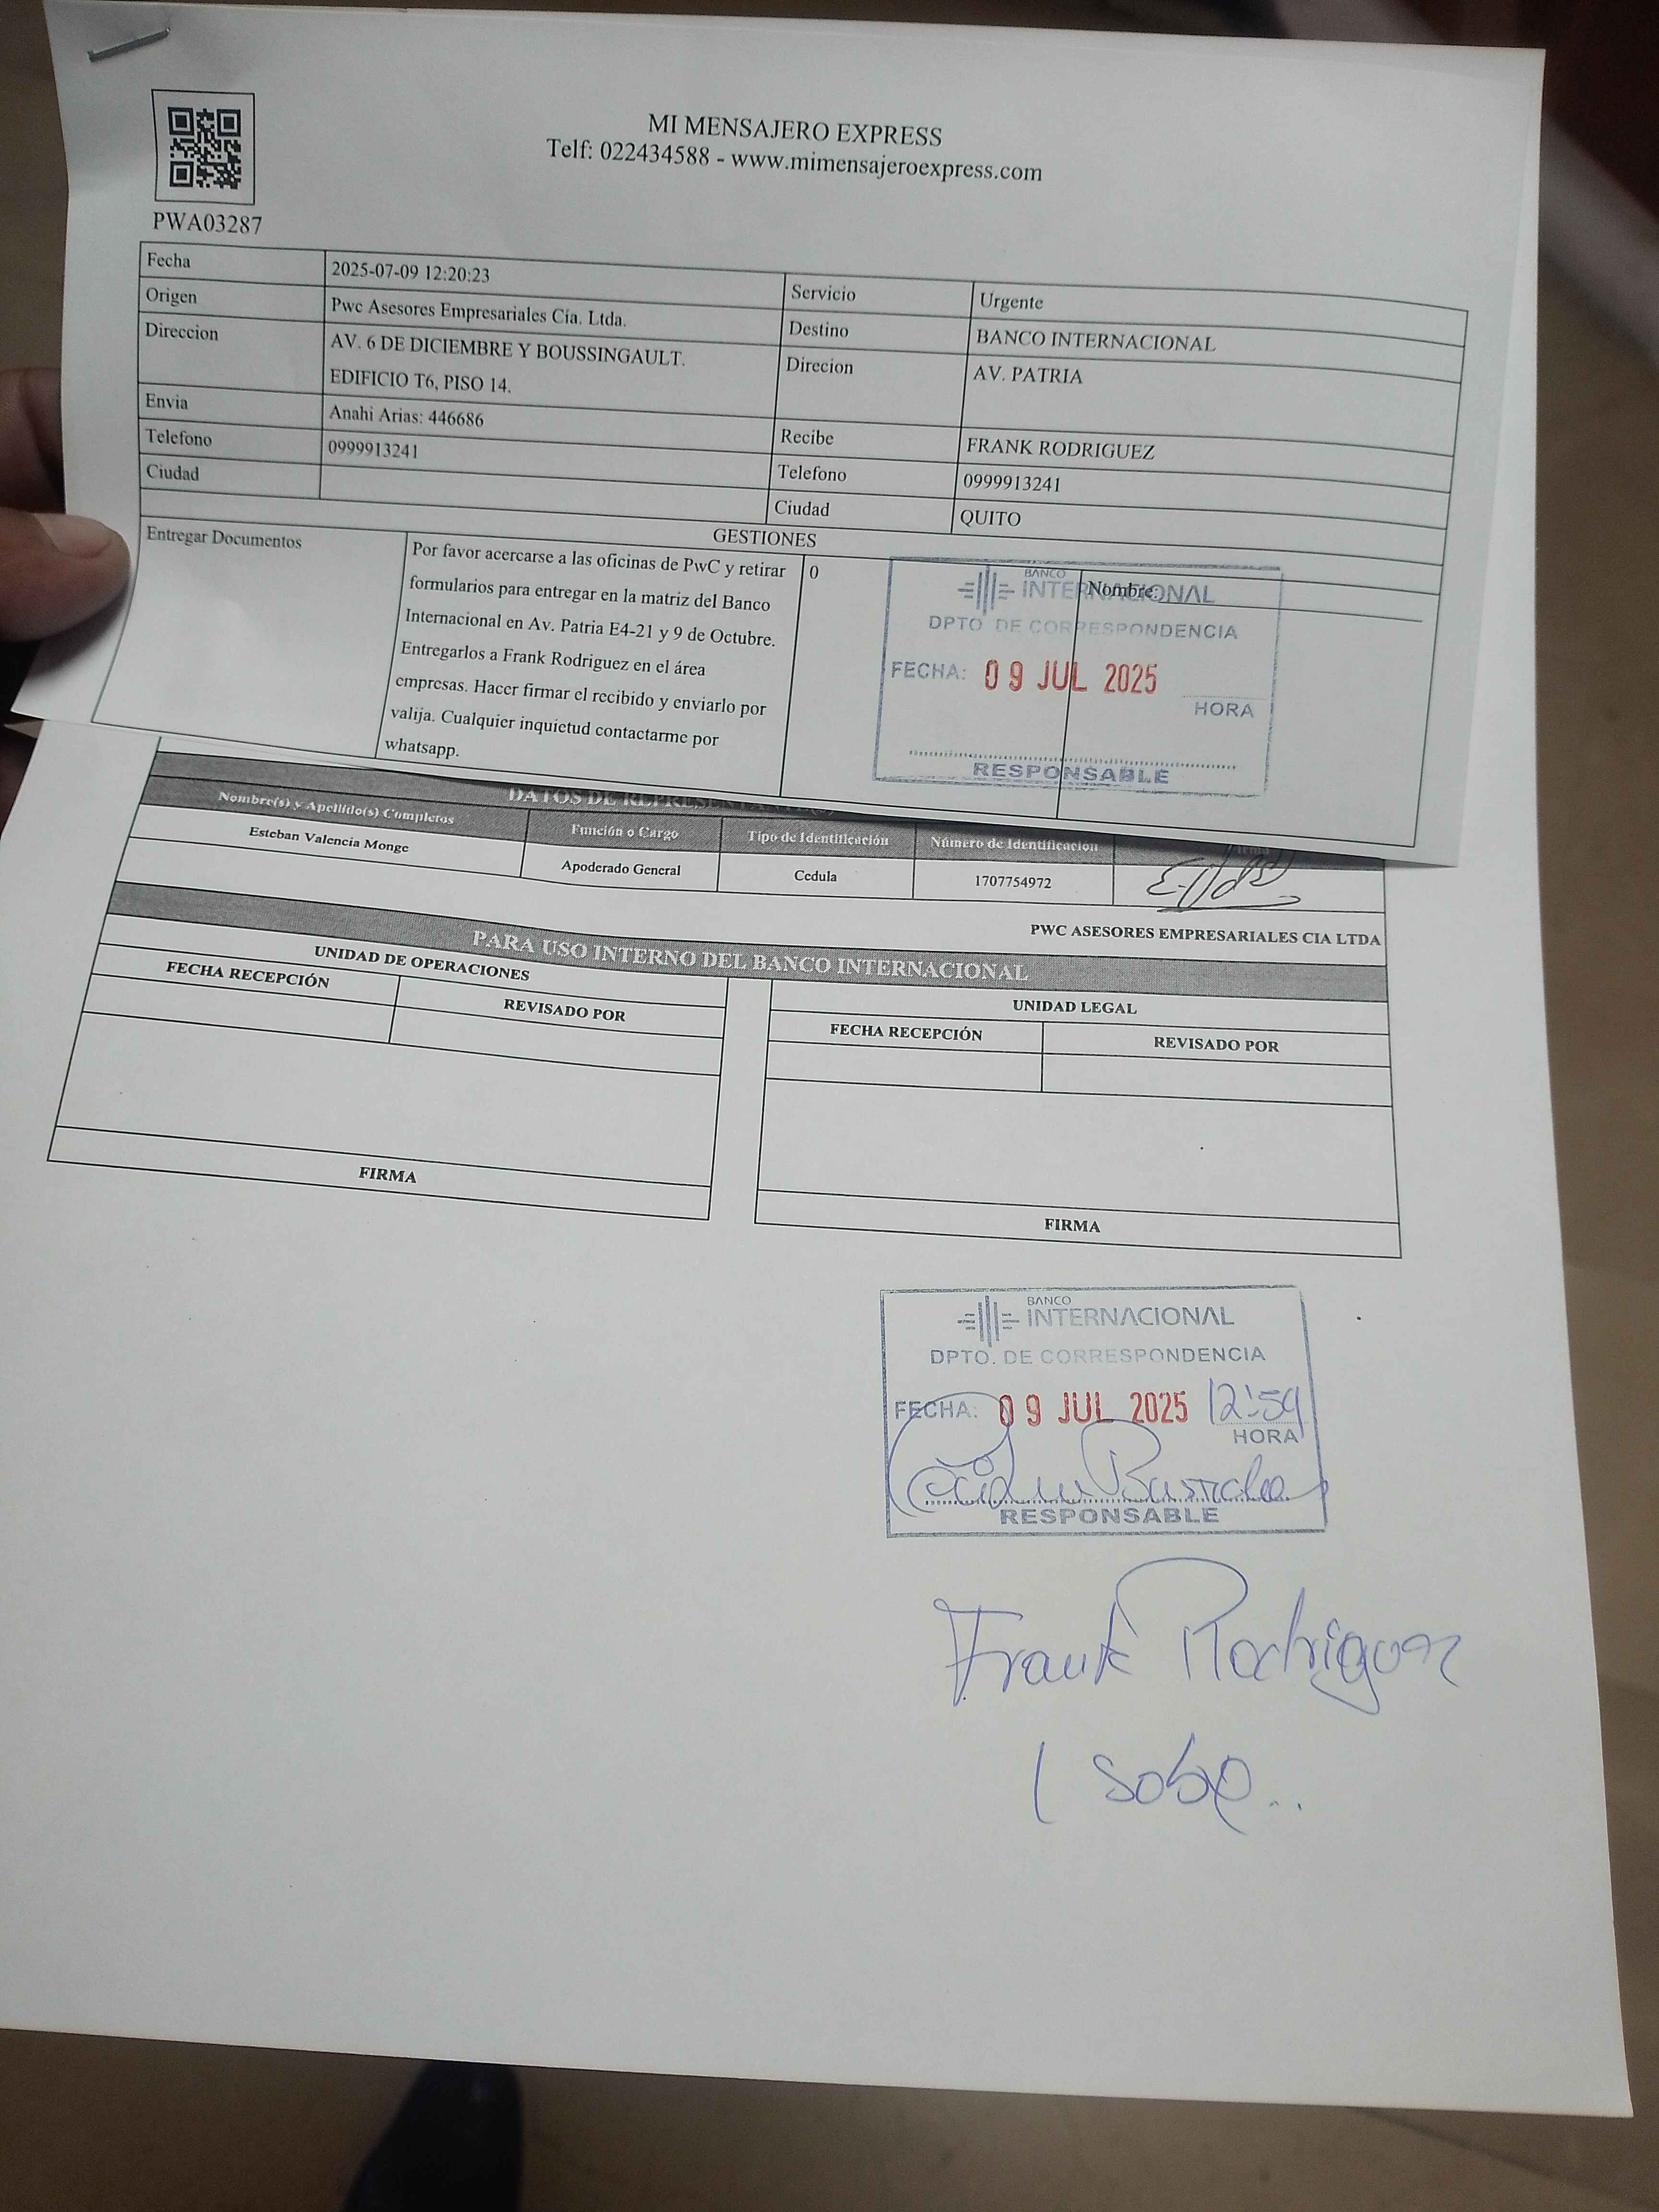 MI MENSAJERO EXPRESS
Telf: 022434588 - www.mimensajeroexpress.com
PWA03287
Fecha 2025-07-09 12:20:23 Servicio Urgente
Origen Pwc Asesores Empresariales Cía. Ltda. Destino BANCO INTERNACIONAL
Direccion AV. 6 DE DICIEMBRE Y BOUSSINGAULT. Direcion AV. PATRIA
EDIFICIO T6, PISO 14.
Envia Anahi Arias: 446686 Recibe FRANK RODRIGUEZ
Telefono 0999913241 Telefono 0999913241
Ciudad Ciudad QUITO
GESTIONES
Entregar Documentos
Por favor acercarse a las oficinas de PwC y retirar
formularios para entregar en la matriz del Banco
Internacional en Av. Patria E4-21 y 9 de Octubre.
Entregarlos a Frank Rodriguez en el área
empresas. Hacer firmar el recibido y enviarlo por
valija. Cualquier inquietud contactarme por
whatsapp.
0
Nombre:
BANCO
INTERNACIONAL
DPTO DE CORRESPONDENCIA
FECHA: 09 JUL 2025
HORA
RESPONSABLE
DATOS DE
Nombre(s) y Apellido(s) Completos Función o Cargo Tipo de Identificación Número de Identificación
Esteban Valencia Monge Apoderado General Cedula 1707754972
PWC ASESORES EMPRESARIALES CIA LTDA
PARA USO INTERNO DEL BANCO INTERNACIONAL
UNIDAD DE OPERACIONES
FECHA RECEPCIÓN REVISADO POR
FIRMA
UNIDAD LEGAL
FECHA RECEPCIÓN REVISADO POR
FIRMA
BANCO
INTERNACIONAL
DPTO. DE CORRESPONDENCIA
FECHA: 09 JUL 2025 12:54
HORA
RESPONSABLE
Frank Rodriguez
1 sobre..